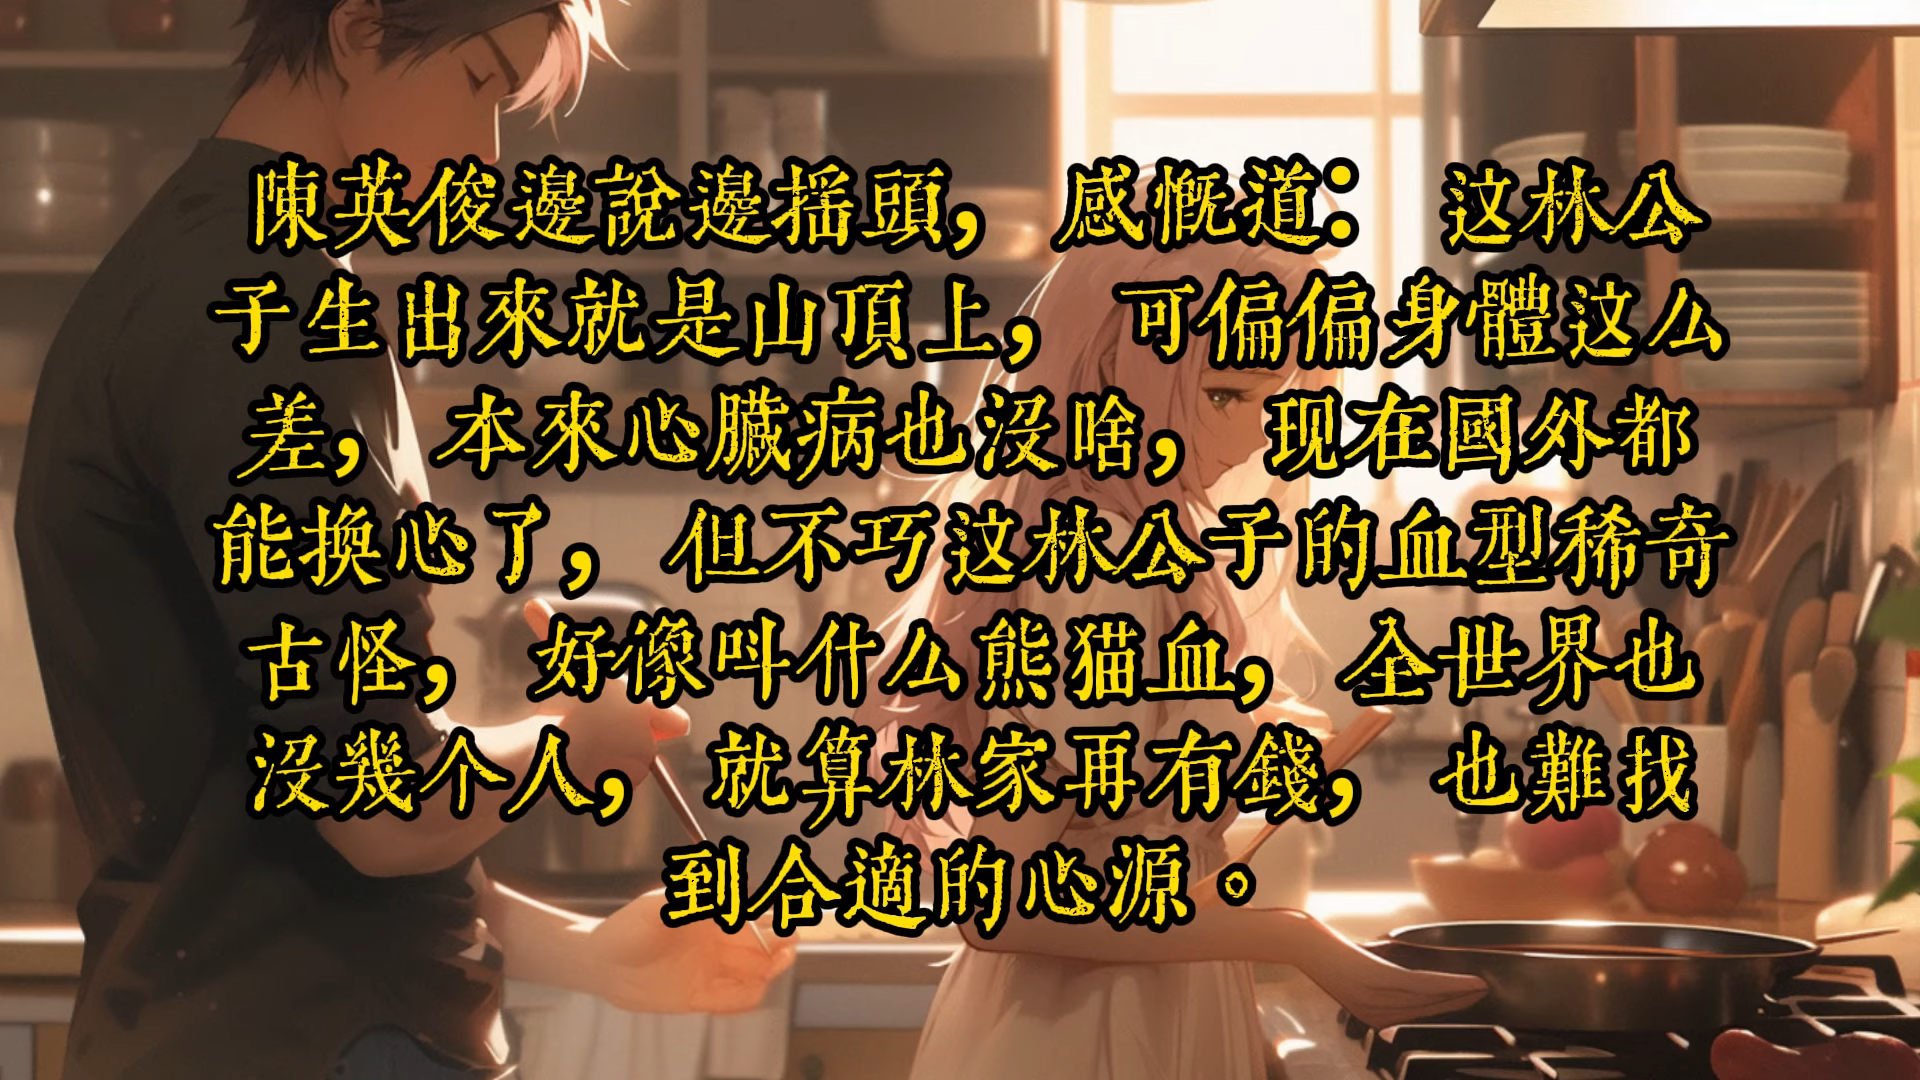 陳英俊邊說邊摇頭，感慨道：这林公
子生出來就是山頂上，可偏偏身體这么
差，本來心臟病也没啥，现在國外都
能換心了，但不巧这林公子的血型稀奇
古怪，好像叫什么熊猫血，全世界也
没幾个人，就算林家再有錢，也難找
到合適的心源。